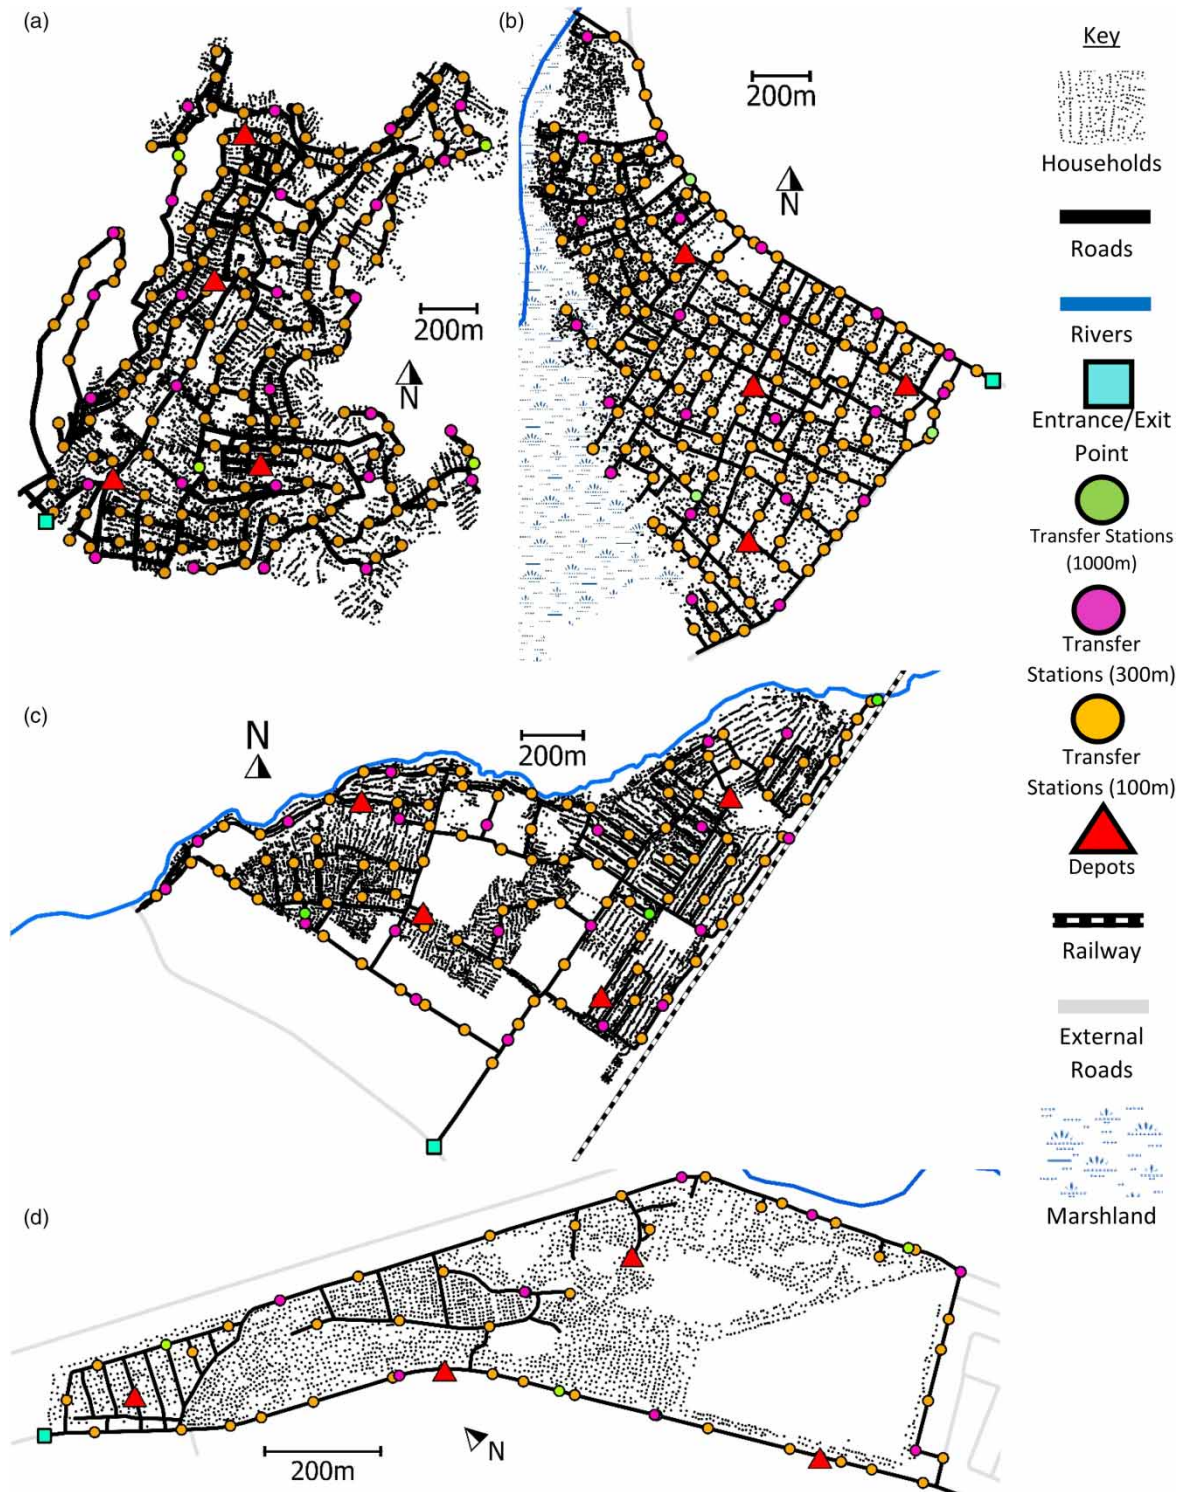 (a)
200m
N
(b)
200m
N
(c)
N
200m
(d)
200m
N
Key
Households
Roads
Rivers
Entrance/Exit
Point
Transfer Stations
(1000m)
Transfer
Stations (300m)
Transfer
Stations (100m)
Depots
Railway
External
Roads
Marshland